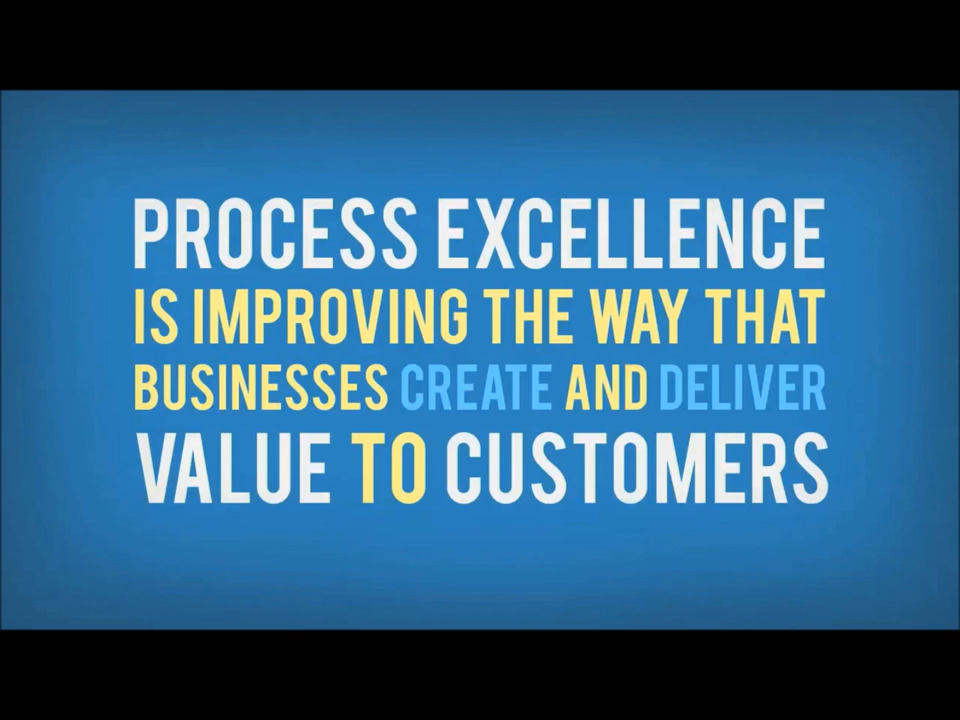 PROCESS EXCELLENCE
IS IMPROVING THE WAY THAT
BUSINESSES CREATE AND DELIVER
VALUE TO CUSTOMERS